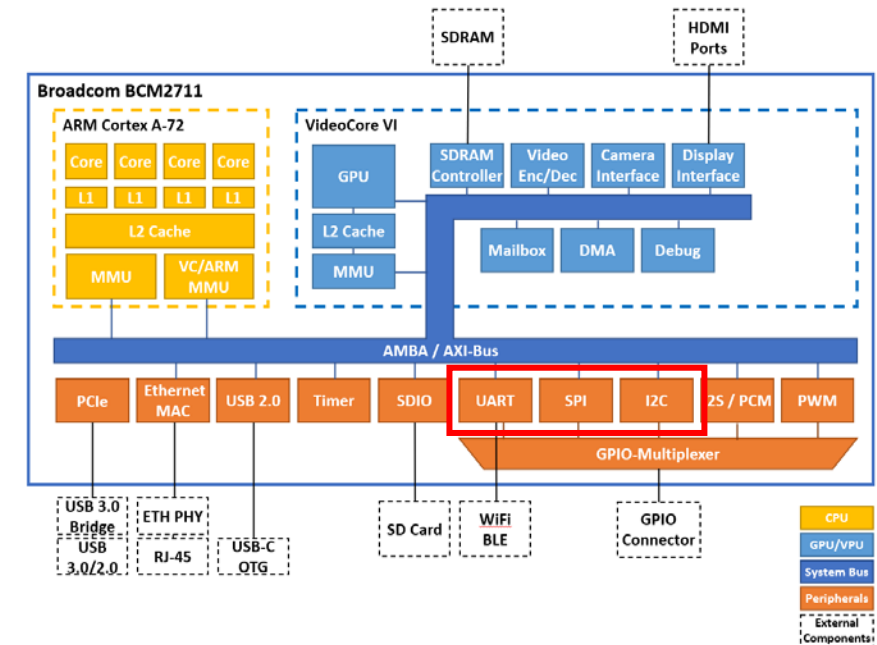 SDRAM
HDMI
Ports
Broadcom BCM2711
ARM Cortex A-72
Core
Core
Core
Core
L1
L1
L1
L1
L2 Cache
MMU
VC/ARM
MMU
VideoCore VI
GPU
L2 Cache
MMU
SDRAM
Controller
Video
Enc/Dec
Camera
Interface
Display
Interface
Mailbox
DMA
Debug
AMBA / AXI-Bus
PCIe
Ethernet
MAC
USB 2.0
Timer
SDIO
UART
SPI
I2C
2S / PCM
PWM
GPIO-Multiplexer
USB 3.0
Bridge
USB
3.0/2.0
ETH PHY
RJ-45
USB-C
OTG
SD Card
WiFi
BLE
GPIO
Connector
CPU
GPU/VPU
System Bus
Peripherals
External
Components